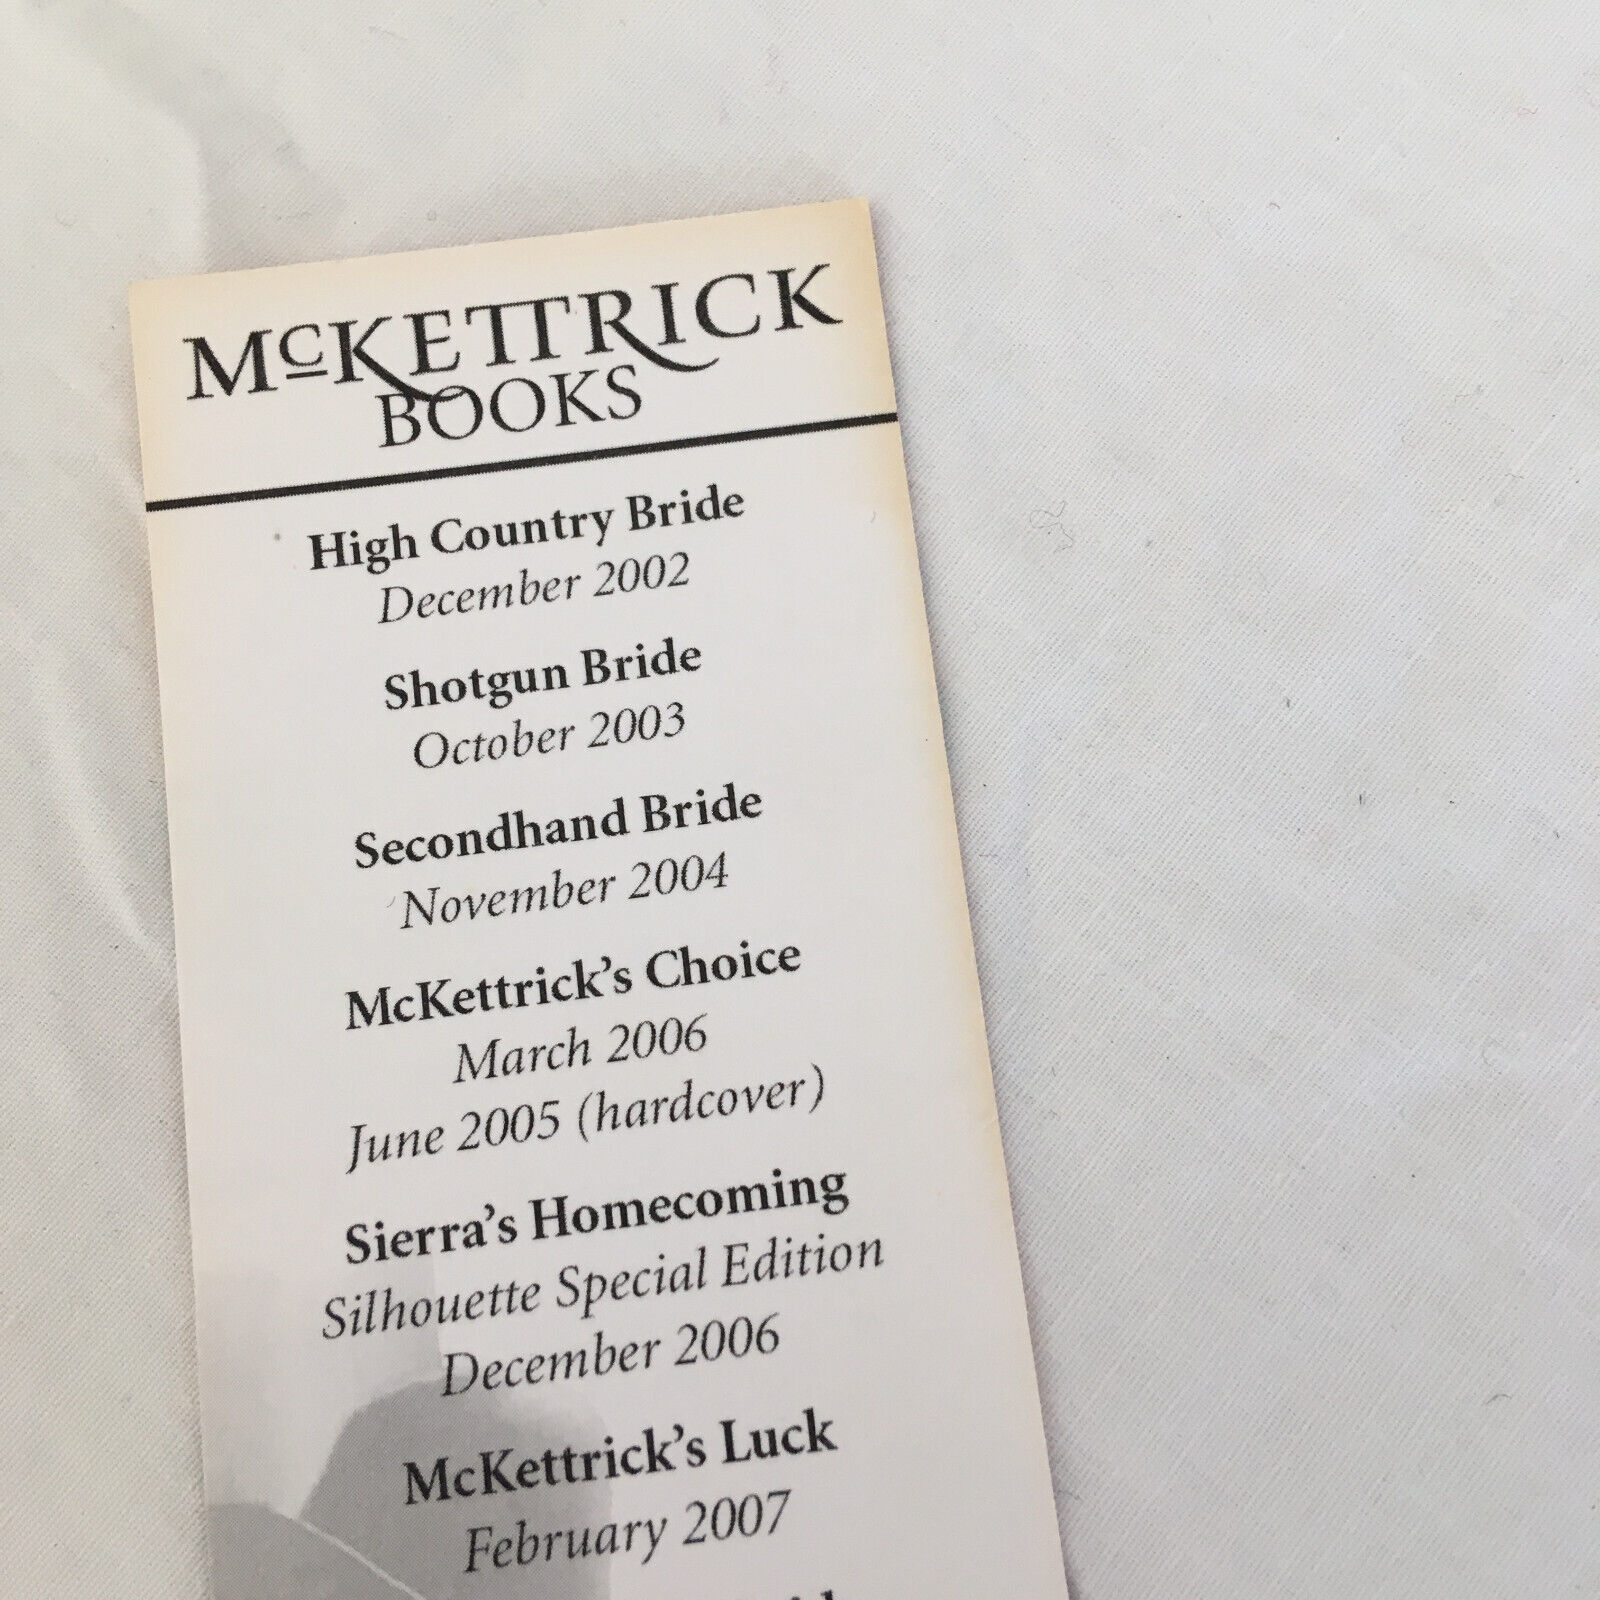 McKETTRICK
BOOKS
High Country Bride
December 2002
Shotgun Bride
October 2003
Secondhand Bride
November 2004
McKettrick's Choice
March 2006
June 2005 (hardcover)
Sierra's Homecoming
Silhouette Special Edition
December 2006
McKettrick's Luck
February 2007